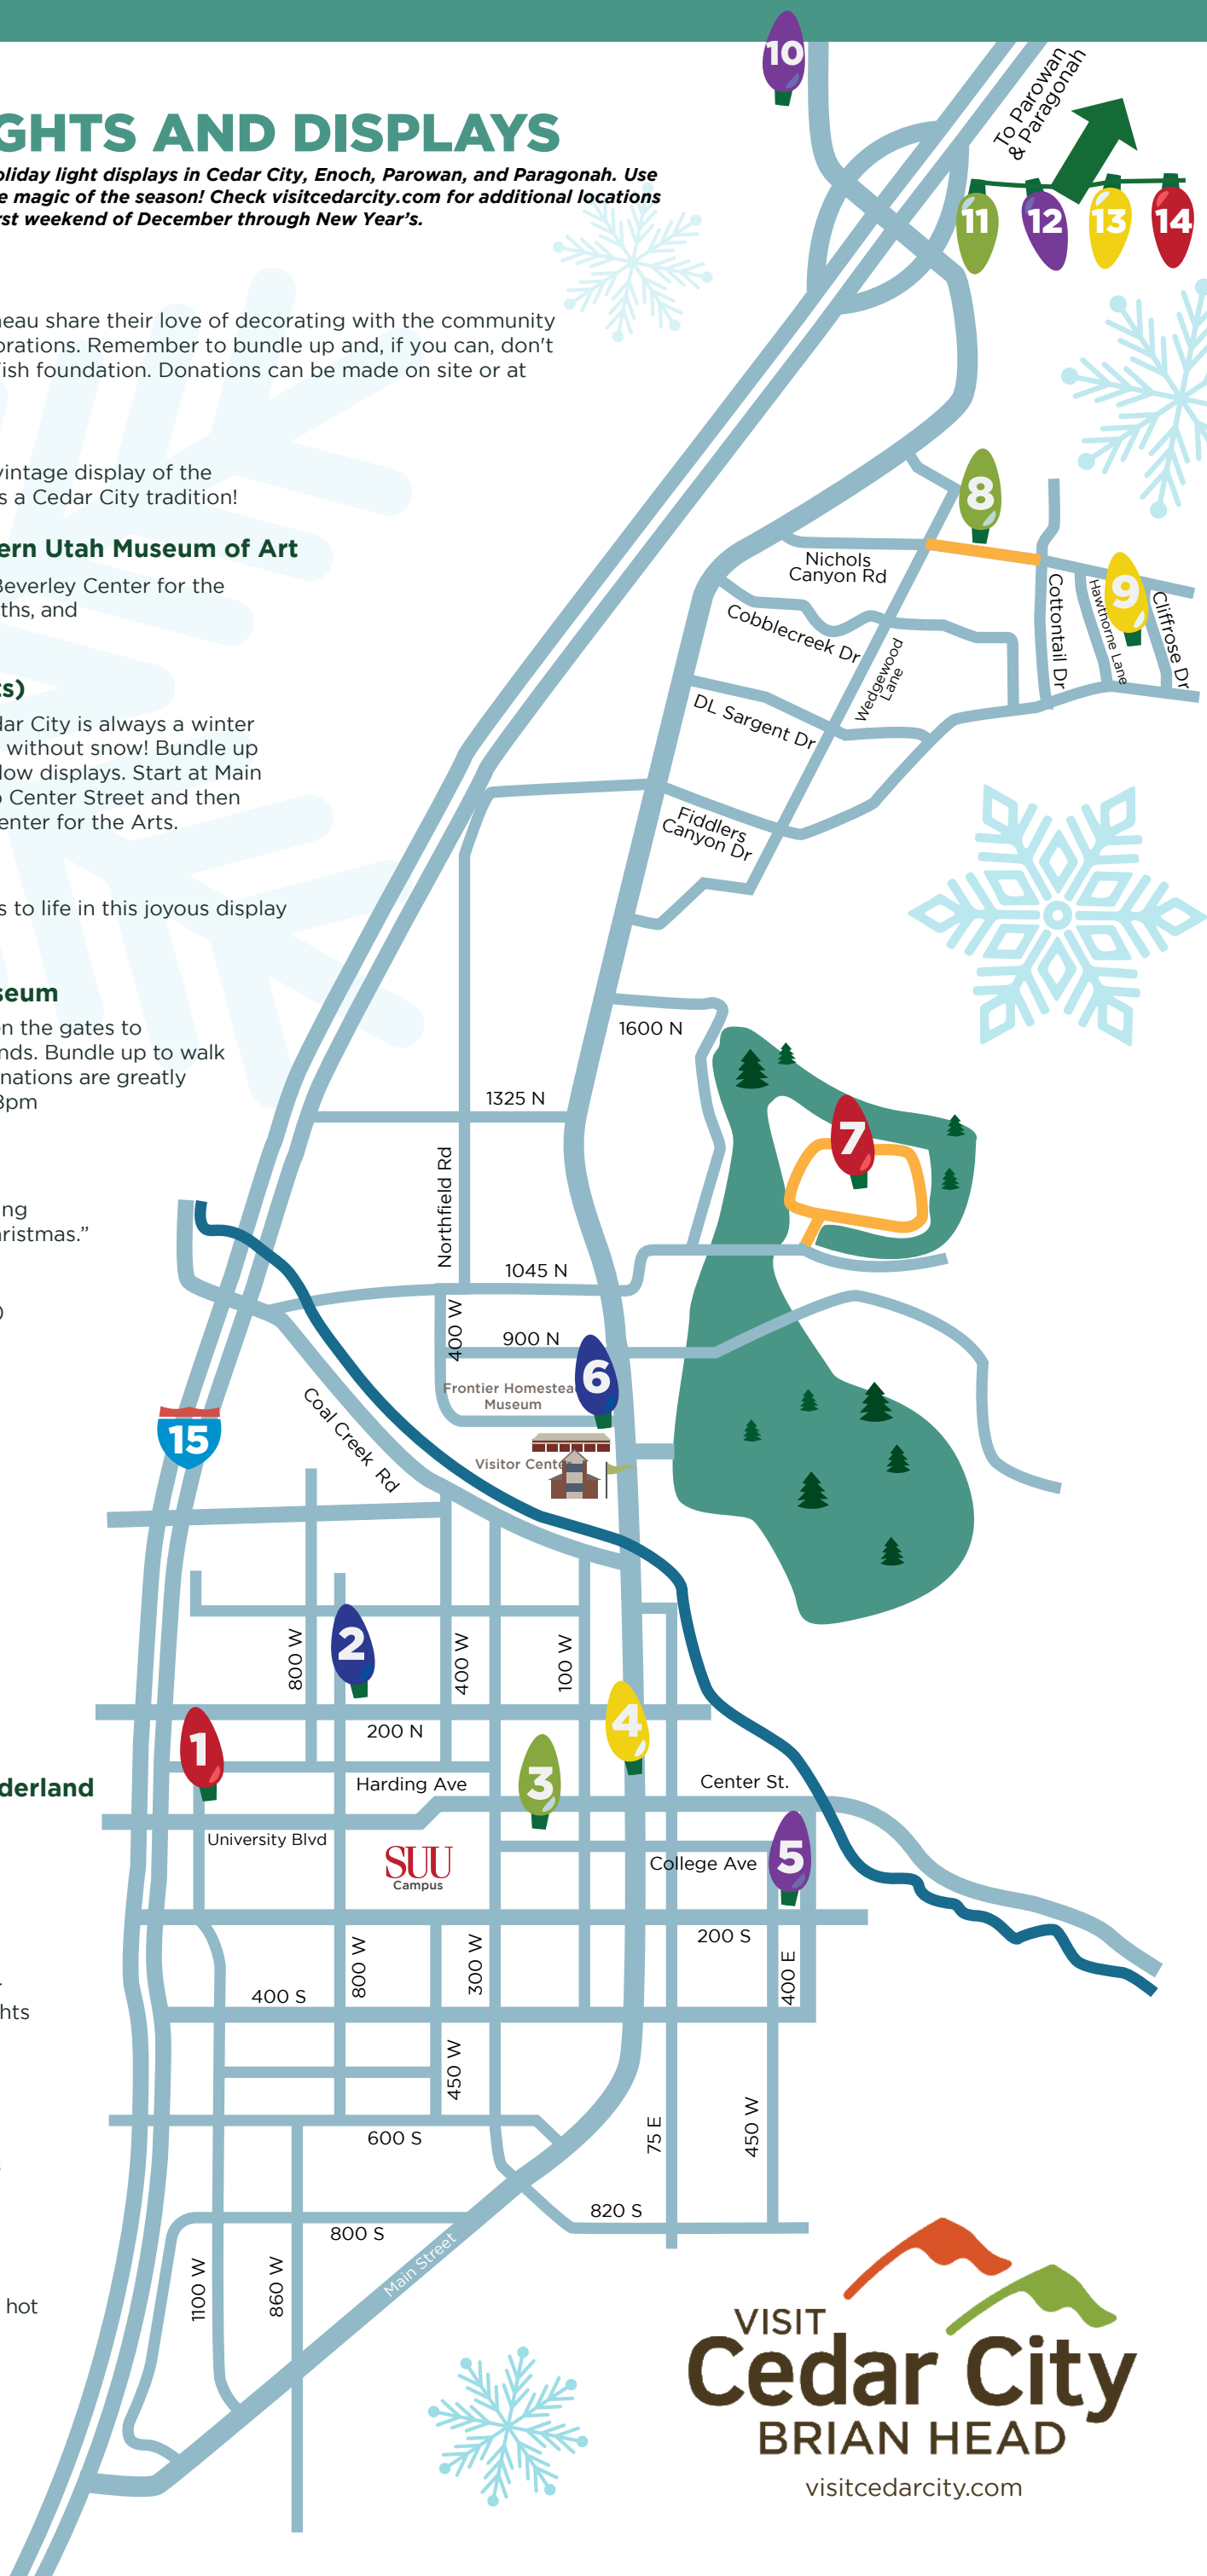 GHTS AND DISPLAYS
oliday light displays in Cedar City, Enoch, Parowan, and Paragonah. Use
e magic of the season! Check visitcedarcity.com for additional locations
rst weekend of December through New Year's.
eau share their love of decorating with the community
orations. Remember to bundle up and, if you can, don't
ish foundation. Donations can be made on site or at
vintage display of the
s a Cedar City tradition!
ern Utah Museum of Art
Beverley Center for the
ths, and
ts)
dar City is always a winter
without snow! Bundle up
low displays. Start at Main
o Center Street and then
enter for the Arts.
s to life in this joyous display
seum
en the gates to
nds. Bundle up to walk
nations are greatly
8pm
ng
ristmas.”
)
derland
hts
hot
10
To Parowan
& Paragonah
11
12
13
14
8
Nichols
Canyon Rd
9
Cottontail Dr
Hawthorne Lane
Cliffrose Dr
Cobblecreek Dr
Wedgewood
Lane
DL Sargent Dr
Fiddlers
Canyon Dr
1600 N
1325 N
7
Northfield Rd
1045 N
400 W
900 N
6
Frontier Homestea
Museum
Coal Creek Rd
15
Visitor Cente
2
800 W
400 W
100 W
4
200 N
1
3
Harding Ave
Center St.
University Blvd
SUU
Campus
College Ave
5
200 S
800 W
300 W
400 E
400 S
450 W
75 E
450 W
600 S
820 S
800 S
Main Street
1100 W
860 W
VISIT
Cedar City
BRIAN HEAD
visitcedarcity.com